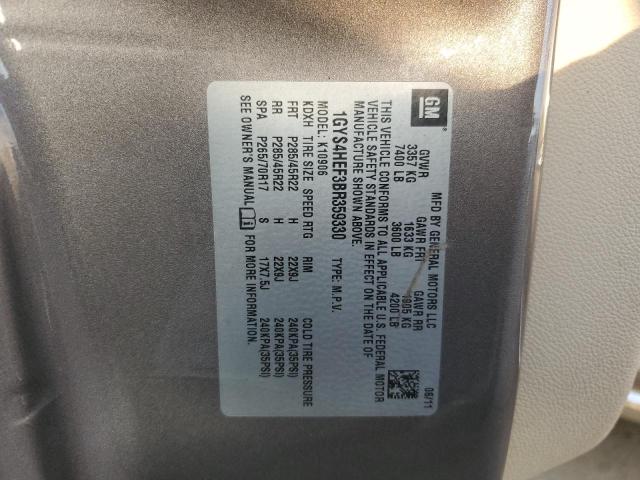 GM
MFD BY GENERAL MOTORS LLC
06/11
GVWR GAWR FRT GAWR RR
3357 KG 1633 KG 1905 KG
7400 LB 3600 LB 4200 LB
THIS VEHICLE CONFORMS TO ALL APPLICABLE U.S. FEDERAL MOTOR
VEHICLE SAFETY STANDARDS IN EFFECT ON THE DATE OF
MANUFACTURE SHOWN ABOVE.
1GYS4HEF3BR359330 TYPE: M.P.V.
MODEL: K10906
KDXH TIRE SIZE SPEED RTG RIM COLD TIRE PRESSURE
FRT P285/45R22 H 22X9J 240KPA(35PSI)
RR P285/45R22 H 22X9J 240KPA(35PSI)
SPA P265/70R17 S 17X7.5J 240KPA(35PSI)
SEE OWNER'S MANUAL FOR MORE INFORMATION.